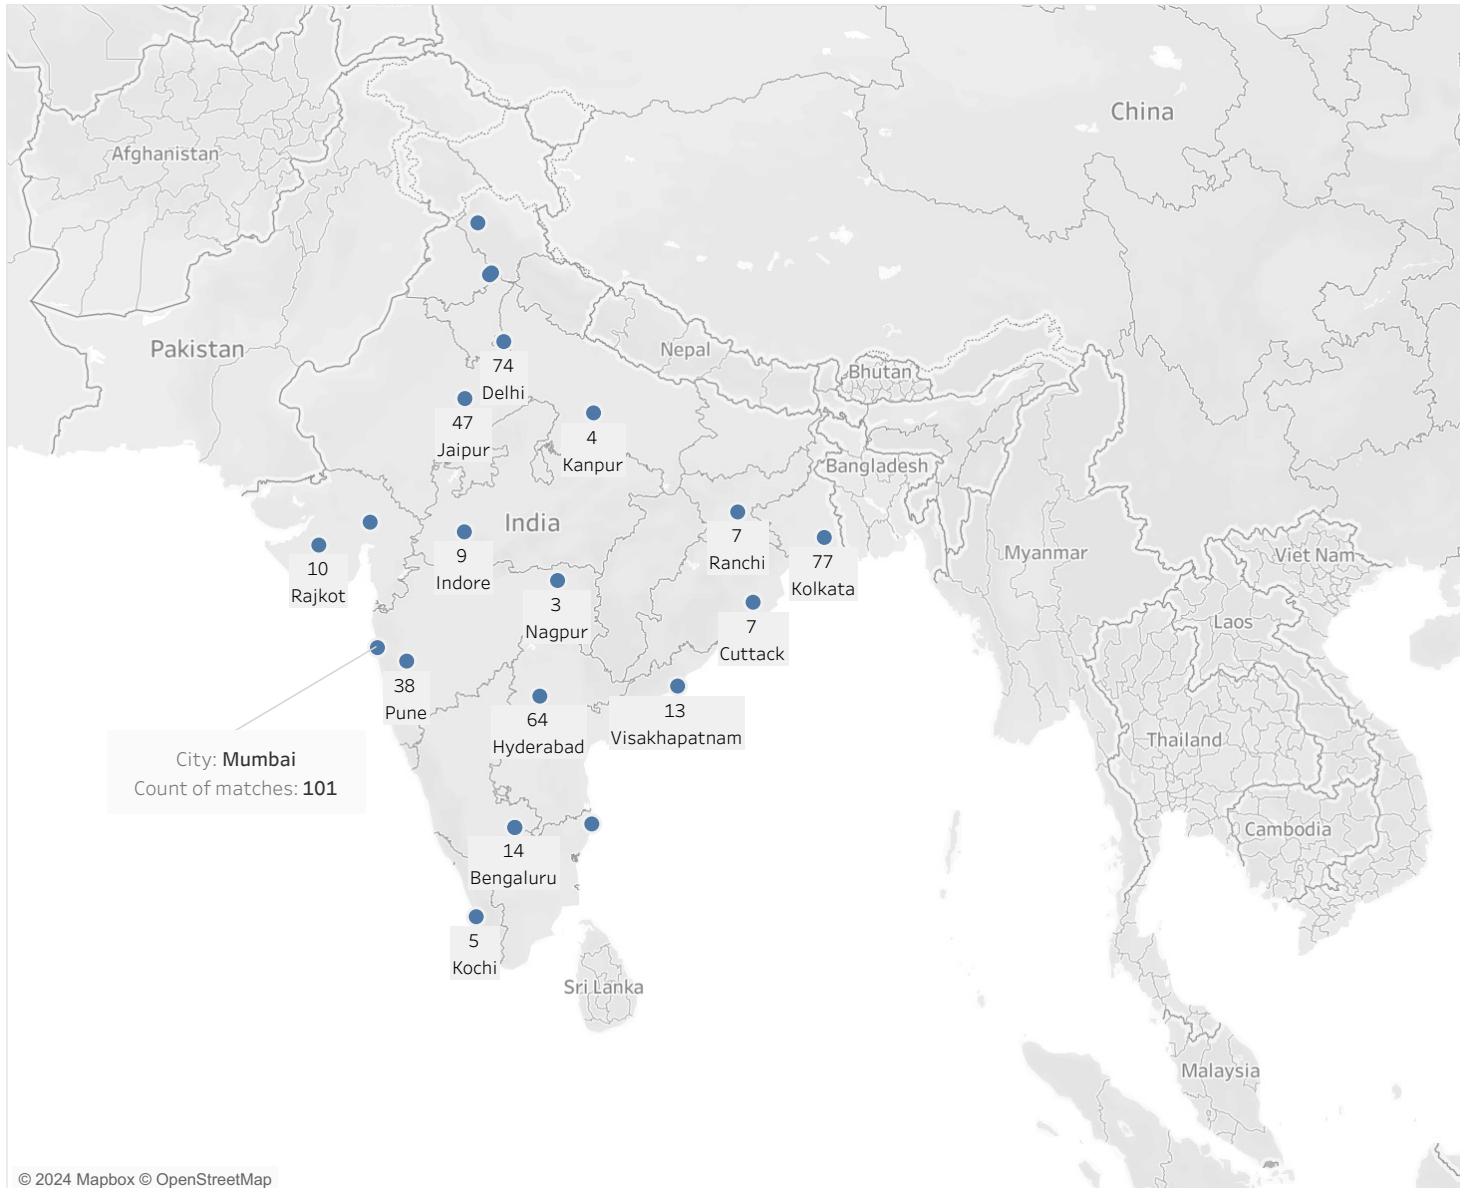 China
Afghanistan
Pakistan
Nepal
Bhutan
74
Delhi
47
Jaipur
4
Kanpur
Bangladesh
India
Myanmar
Viet Nam
10
Rajkot
9
Indore
7
Ranchi
77
Kolkata
3
Nagpur
7
Cuttack
Laos
38
Pune
64
Hyderabad
13
Visakhapatnam
Thailand
City: Mumbai
Count of matches: 101
14
Bengaluru
Cambodia
5
Kochi
Sri Lanka
Malaysia
© 2024 Mapbox © OpenStreetMap